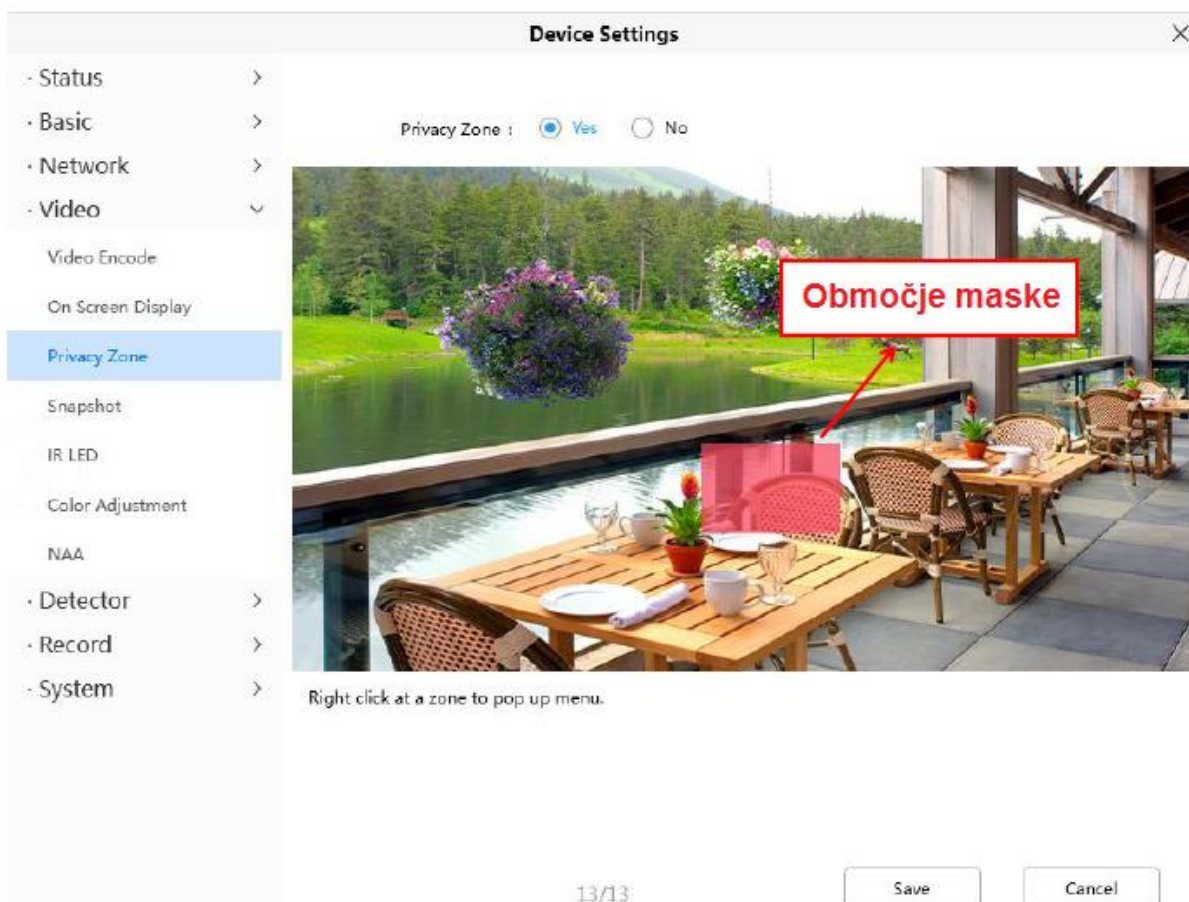 Device Settings
· Status
· Basic
· Network
· Video
Video Encode
On Screen Display
Privacy Zone
Snapshot
IR LED
Color Adjustment
NAA
· Detector
· Record
· System
Privacy Zone : Yes No
Območje maske
Right click at a zone to pop up menu.
13/13
Save
Cancel